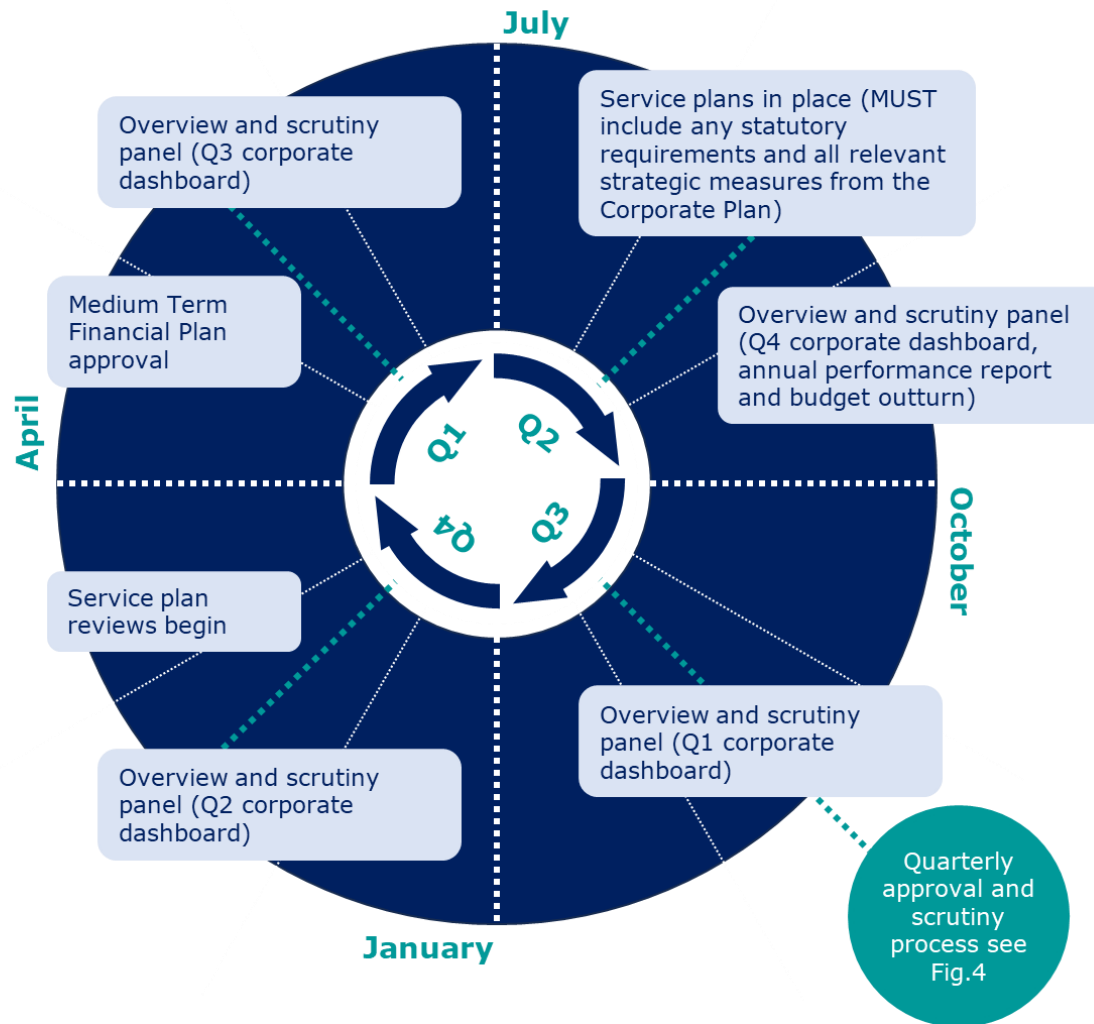 July
Service plans in place (MUST
include any statutory
requirements and all relevant
strategic measures from the
Corporate Plan)
Overview and scrutiny panel
(Q4 corporate dashboard,
annual performance report
and budget outturn)
October
Overview and scrutiny
panel (Q1 corporate
dashboard)
Quarterly
approval and
scrutiny
process see
Fig.4
January
Overview and scrutiny
panel (Q2 corporate
dashboard)
Service plan
reviews begin
April
Medium Term
Financial Plan
approval
Overview and scrutiny
panel (Q3 corporate
dashboard)
Q1
Q2
Q3
Q4